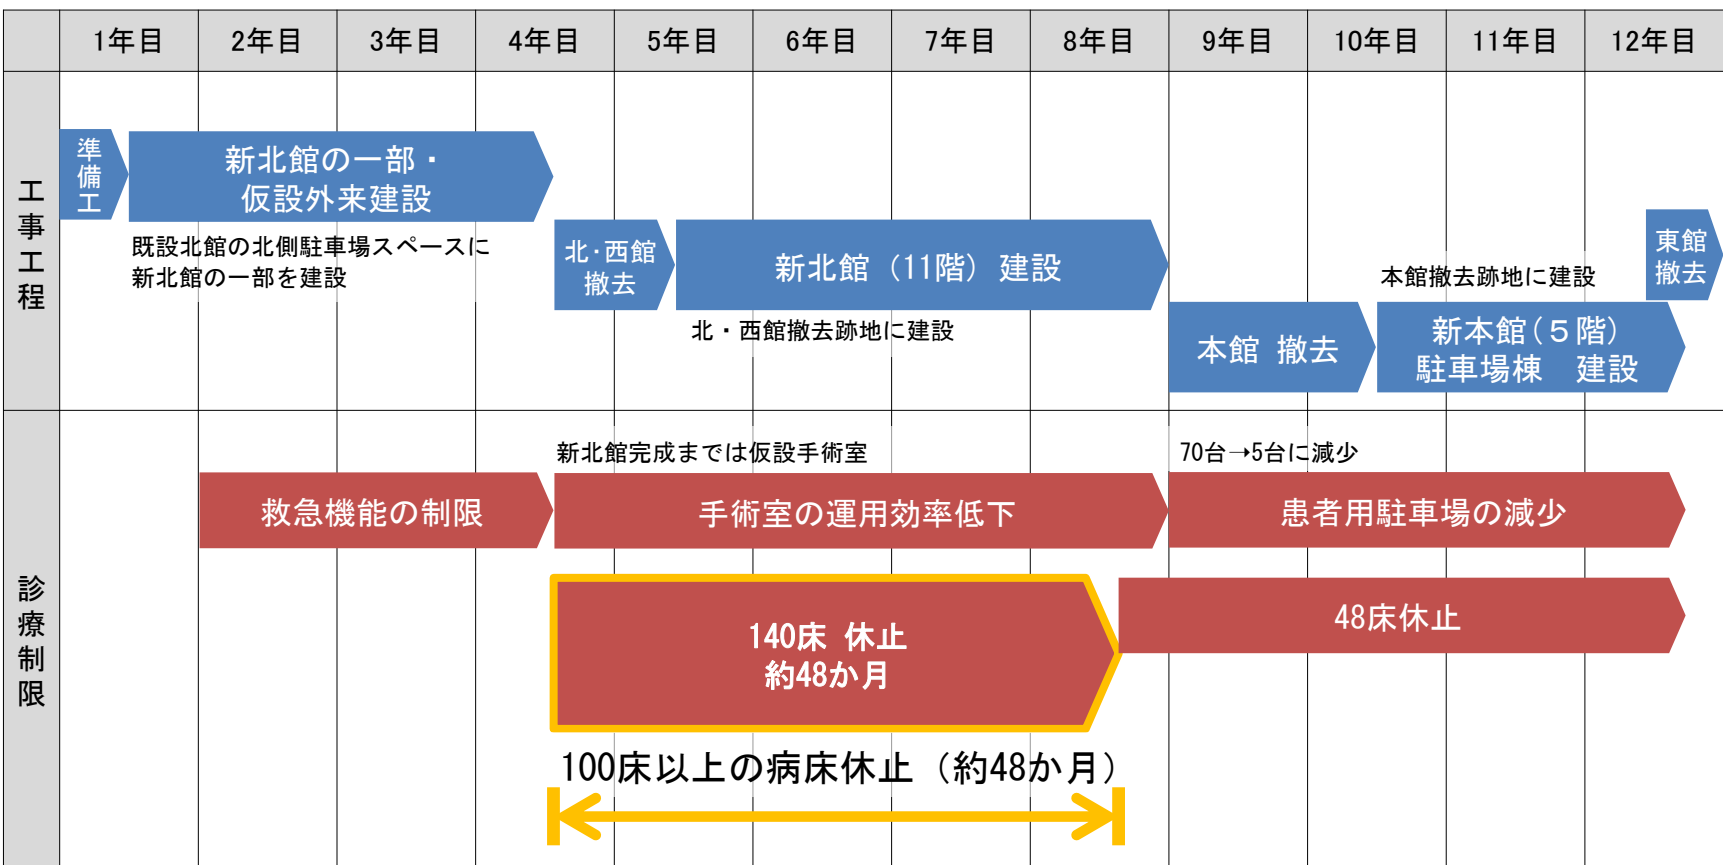 1年目 2年目 3年目 4年目 5年目 6年目 7年目 8年目 9年目 10年目 11年目 12年目
工事工程
準備工
新北館の一部・
仮設外来建設
既設北館の北側駐車場スペースに
新北館の一部を建設
北・西館
撤去
新北館（11階）建設
北・西館撤去跡地に建設
本館 撤去
本館撤去跡地に建設
新本館（５階）
駐車場棟　建設
東館
撤去
診療制限
救急機能の制限
新北館完成までは仮設手術室
手術室の運用効率低下
70台→5台に減少
患者用駐車場の減少
140床 休止
約48か月
48床休止
100床以上の病床休止（約48か月）